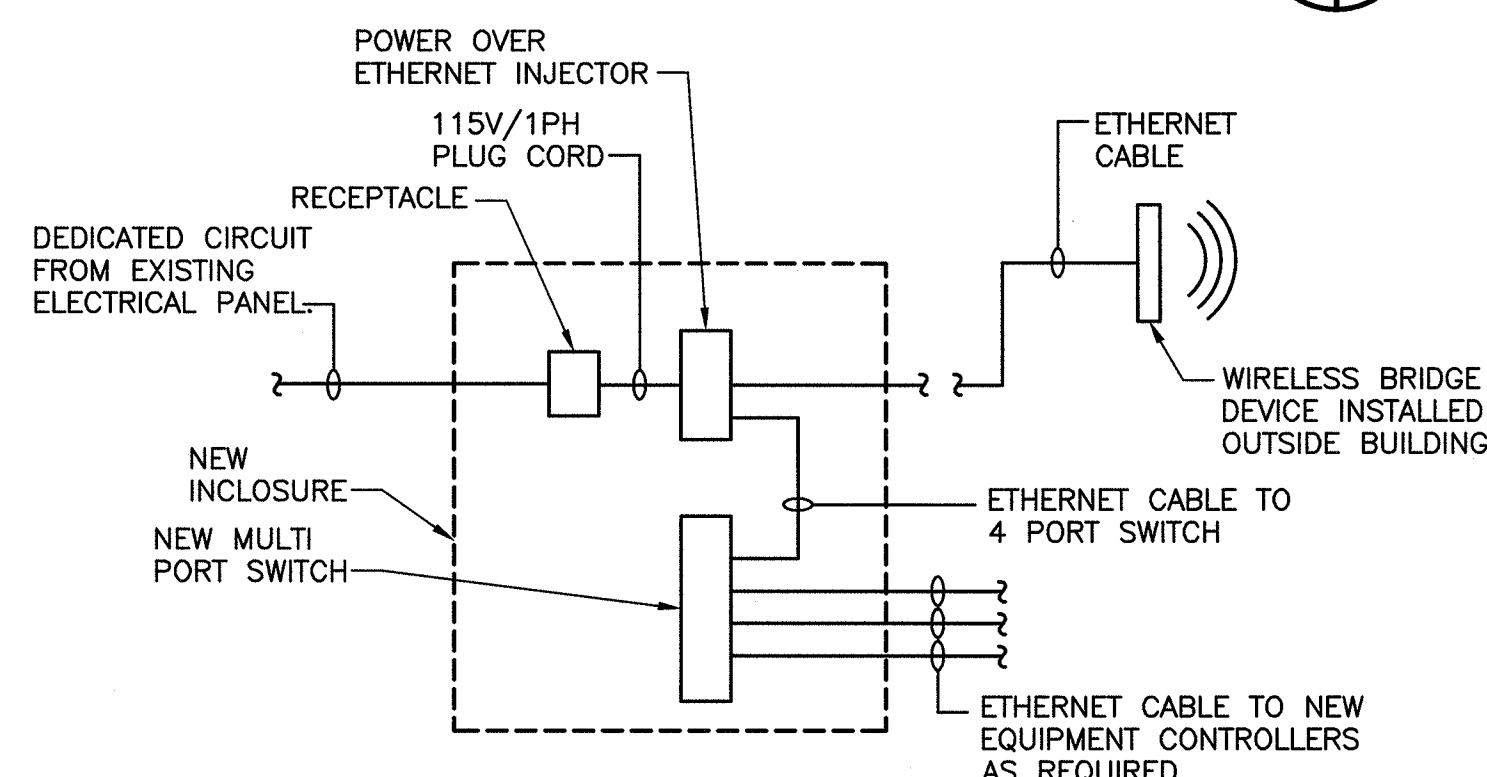 POWER OVER
ETHERNET INJECTOR
115V/1PH
PLUG CORD
RECEPTACLE
DEDICATED CIRCUIT
FROM EXISTING
ELECTRICAL PANEL.
ETHERNET
CABLE
WIRELESS BRIDGE
DEVICE INSTALLED
OUTSIDE BUILDING
NEW
INCLOSURE
NEW MULTI
PORT SWITCH
ETHERNET CABLE TO
4 PORT SWITCH
ETHERNET CABLE TO NEW
EQUIPMENT CONTROLLERS
AS REQUIRED